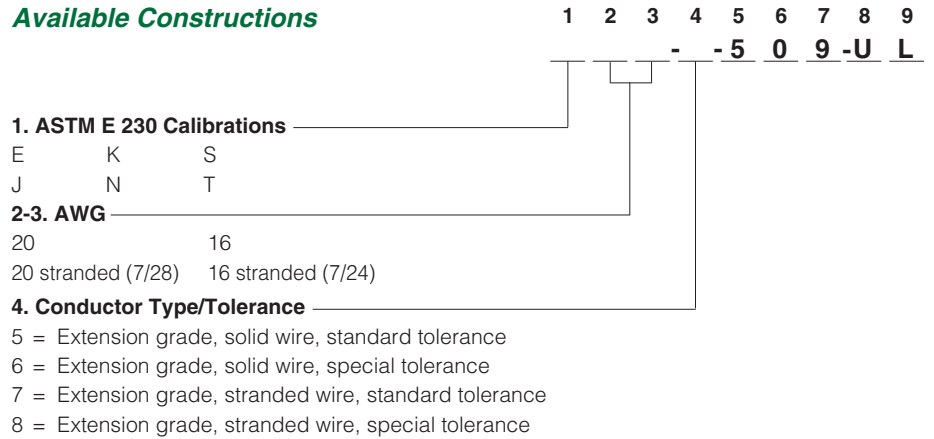 Available Constructions
1 2 3 4 5 6 7 8 9
- - 5 0 9 -U L
1. ASTM E 230 Calibrations
E K S
J N T
2-3. AWG
20 16
20 stranded (7/28) 16 stranded (7/24)
4. Conductor Type/Tolerance
5 = Extension grade, solid wire, standard tolerance
6 = Extension grade, solid wire, special tolerance
7 = Extension grade, stranded wire, standard tolerance
8 = Extension grade, stranded wire, special tolerance